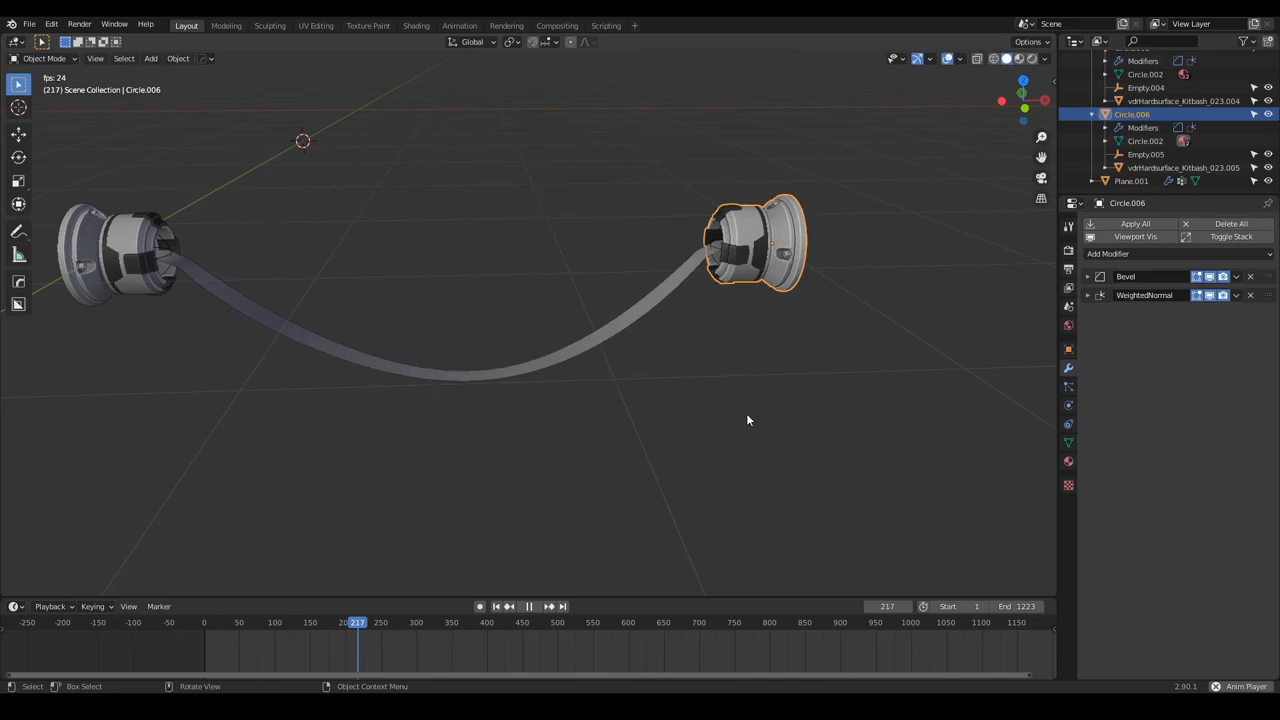 File Edit Render Window Help Layout Modeling Sculpting UV Editing Texture Paint Shading Animation Rendering Compositing Scripting + Scene View Layer
Global Options
Object Mode View Select Add Object
fps: 24
(217) Scene Collection | Circle.006
Modifiers
Circle.002
Empty.004
vdrHardsurface_Kitbash_023.004
Circle.006
Modifiers
Circle.002
Empty.005
vdrHardsurface_Kitbash_023.005
Plane.001
Circle.006
Apply All Delete All
Viewport Vis Toggle Stack
Add Modifier
Bevel
WeightedNormal
Playback Keying View Marker 217 Start 1 End 1223
-250 -200 -150 -100 -50 0 50 100 150 20 217 250 300 350 400 450 500 550 600 650 700 750 800 850 900 950 1000 1050 1100 1150
Select Box Select Rotate View Object Context Menu 2.90.1 Anim Player